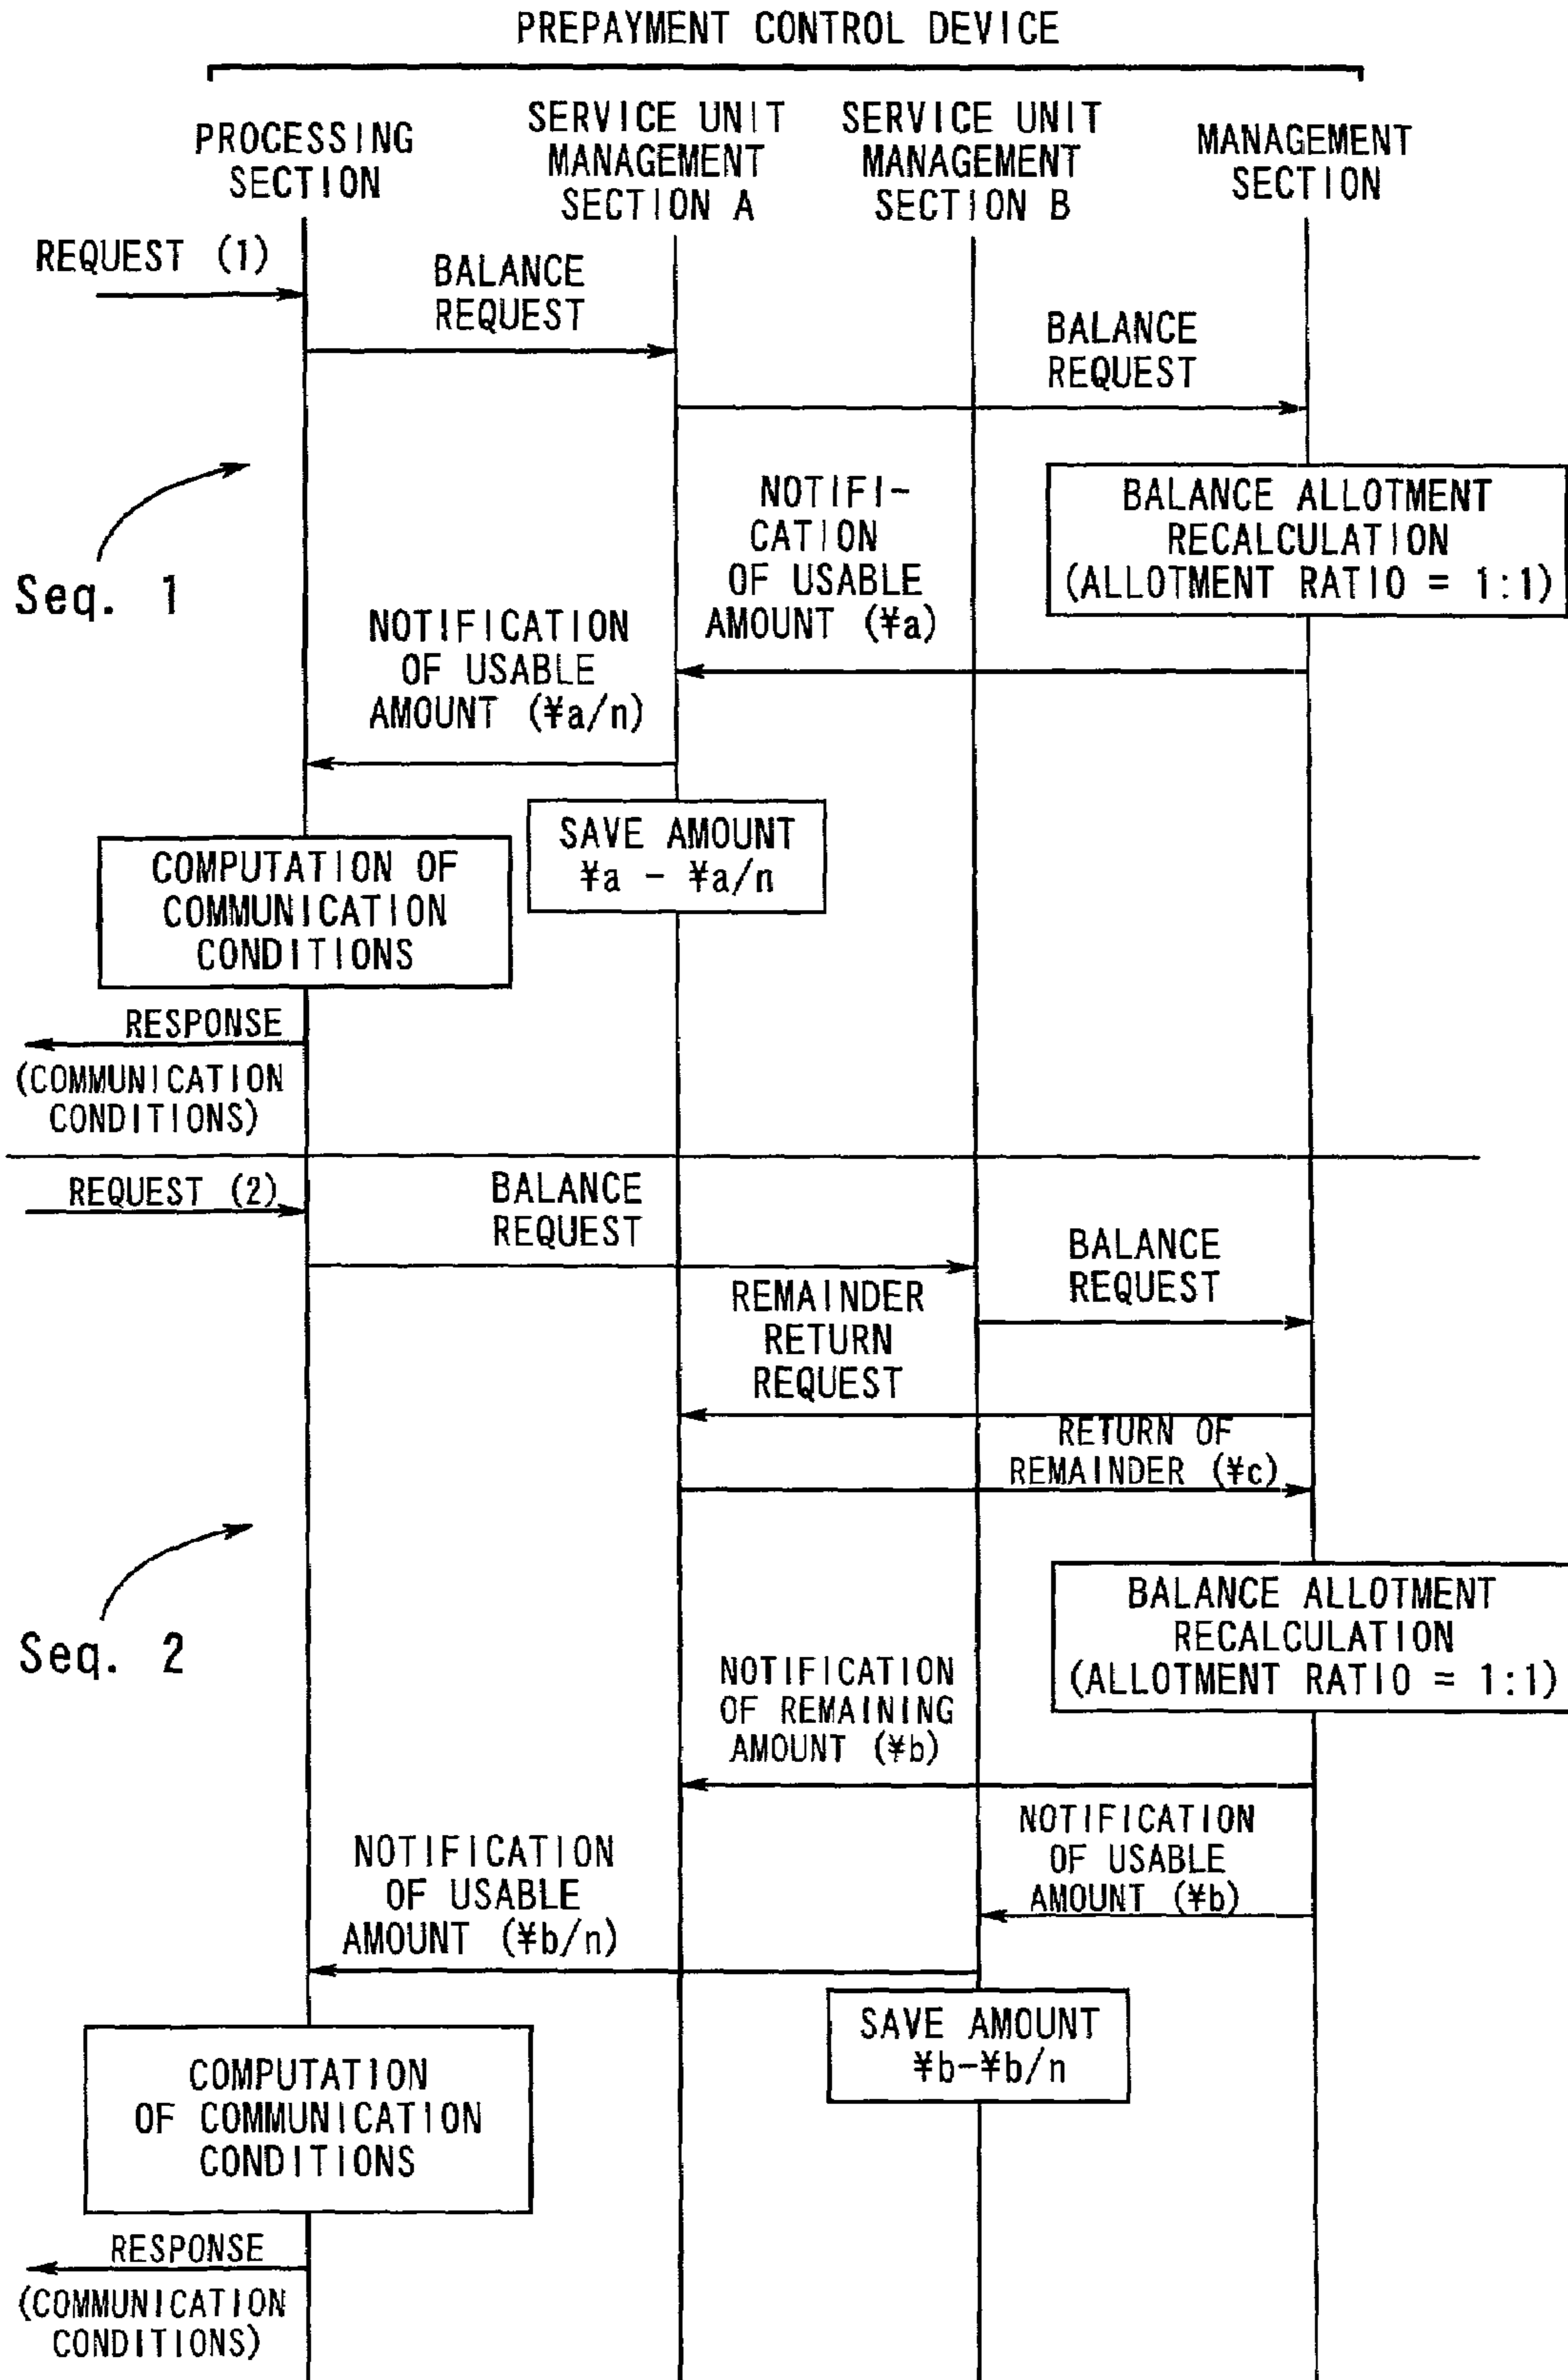 PREPAYMENT CONTROL DEVICE
PROCESSING
SECTION
SERVICE UNIT
MANAGEMENT
SECTION A
SERVICE UNIT
MANAGEMENT
SECTION B
MANAGEMENT
SECTION
REQUEST (1)
BALANCE
REQUEST
BALANCE
REQUEST
Seq. 1
BALANCE ALLOTMENT
RECALCULATION
(ALLOTMENT RATIO = 1:1)
NOTIFI-
CATION
OF USABLE
AMOUNT (¥a)
NOTIFICATION
OF USABLE
AMOUNT (¥a/n)
SAVE AMOUNT
¥a - ¥a/n
COMPUTATION OF
COMMUNICATION
CONDITIONS
RESPONSE
(COMMUNICATION
CONDITIONS)
REQUEST (2)
BALANCE
REQUEST
BALANCE
REQUEST
REMAINDER
RETURN
REQUEST
RETURN OF
REMAINDER (¥c)
Seq. 2
BALANCE ALLOTMENT
RECALCULATION
(ALLOTMENT RATIO = 1:1)
NOTIFICATION
OF REMAINING
AMOUNT (¥b)
NOTIFICATION
OF USABLE
AMOUNT (¥b)
NOTIFICATION
OF USABLE
AMOUNT (¥b/n)
SAVE AMOUNT
¥b-¥b/n
COMPUTATION
OF COMMUNICATION
CONDITIONS
RESPONSE
(COMMUNICATION
CONDITIONS)